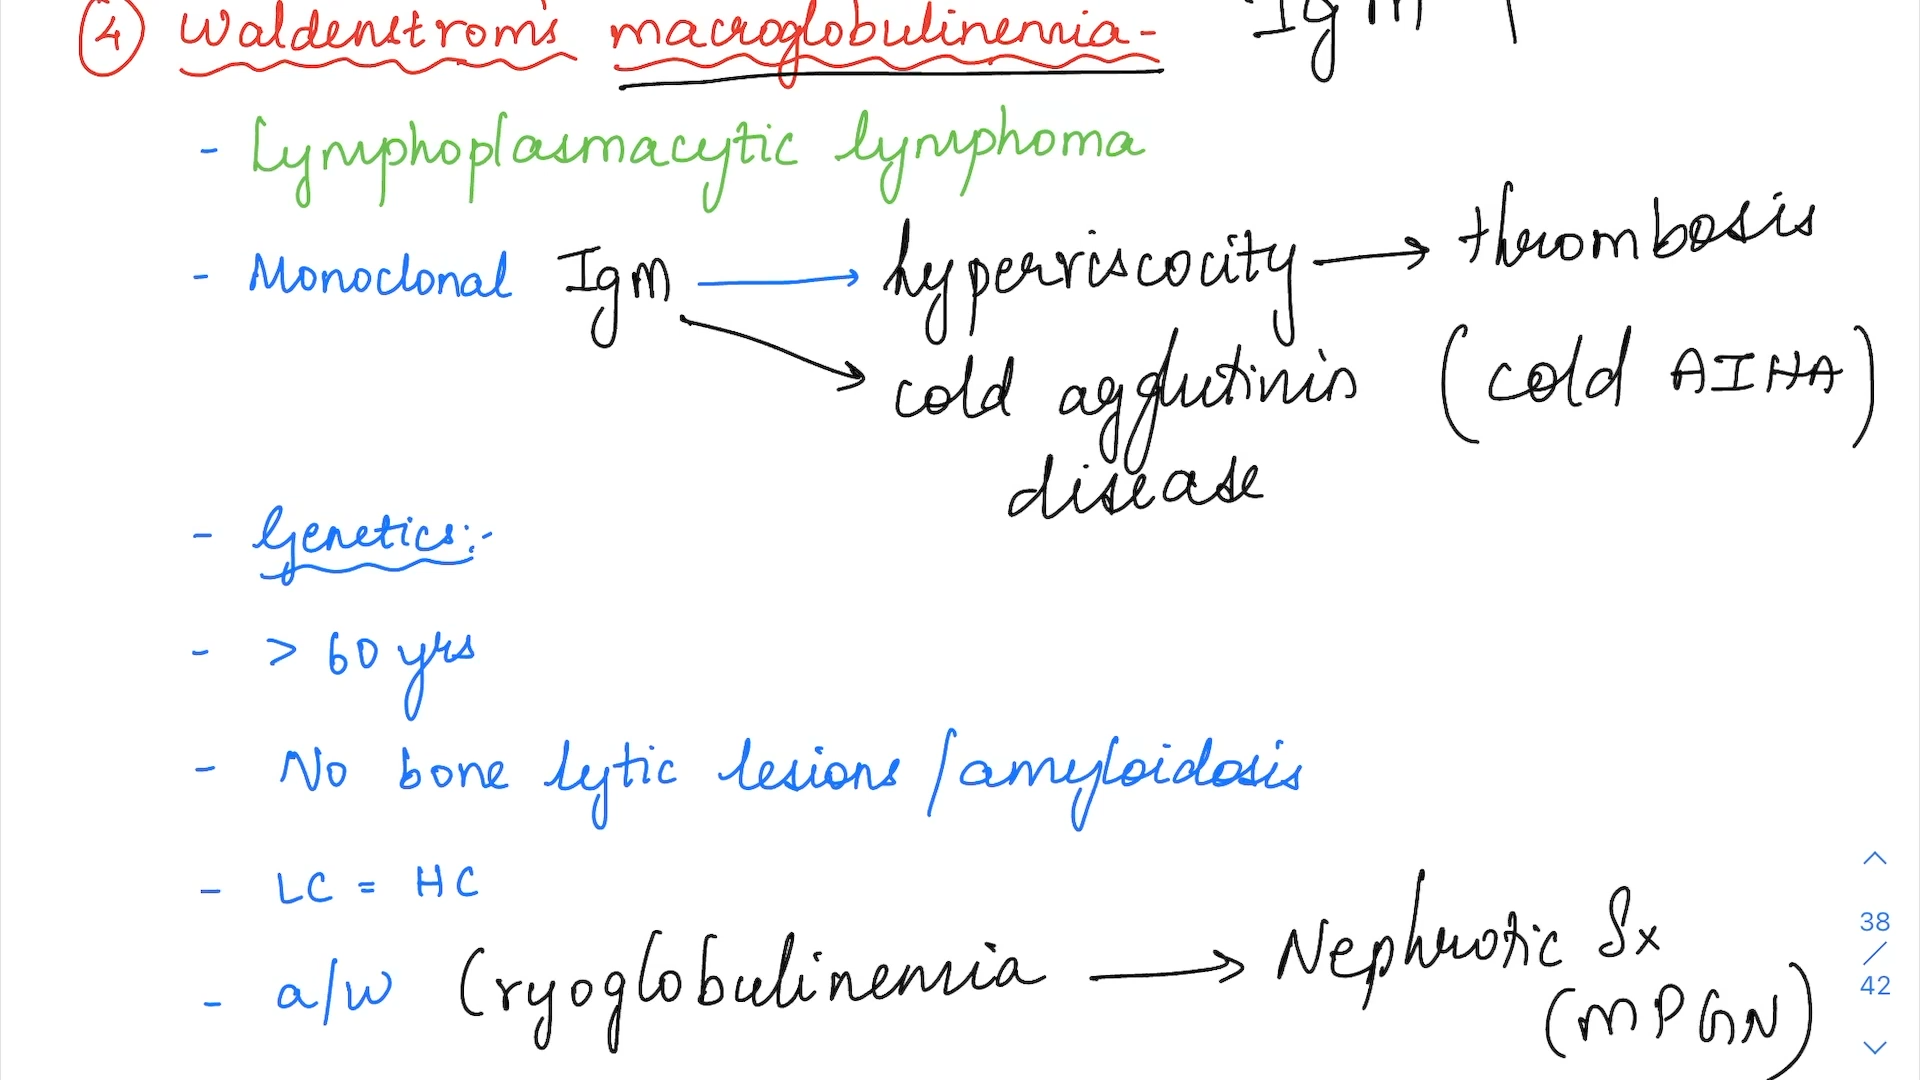 4 Waldenstrom's macroglobulinemia - IgM ↑
- Lymphoplasmacytic lymphoma
- Monoclonal IgM → hyperviscocity → thrombosis
→ cold agglutinin (cold AIHA)
disease
- Genetics:-
- > 60 yrs
- No bone lytic lesions / amyloidosis
- LC = HC
- a/w Cryoglobulinemia → Nephrotic Sx
(MPGN)
38
/
42